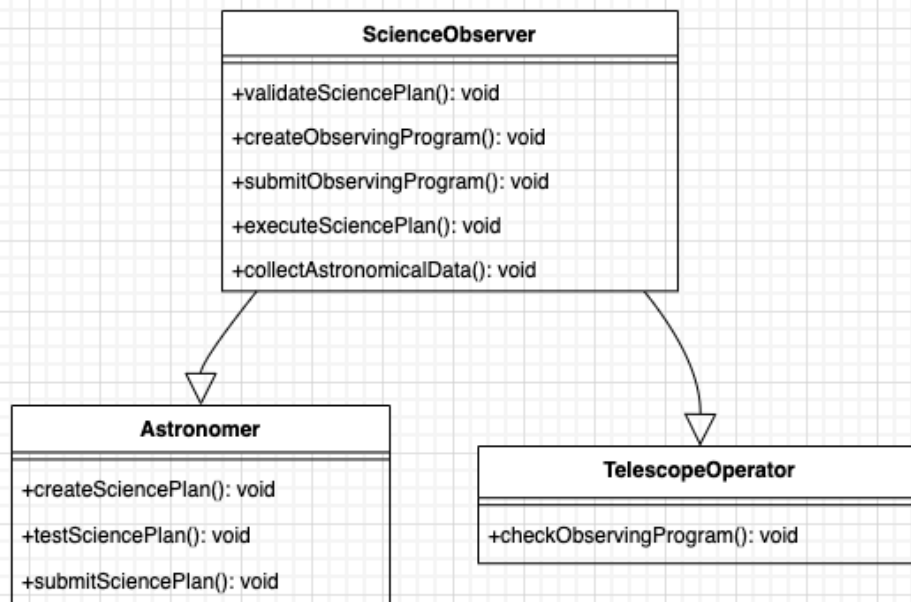 ScienceObserver
+validateSciencePlan(): void
+createObservingProgram(): void
+submitObservingProgram(): void
+executeSciencePlan(): void
+collectAstronomicalData(): void
Astronomer
+createSciencePlan(): void
+testSciencePlan(): void
+submitSciencePlan(): void
TelescopeOperator
+checkObservingProgram(): void